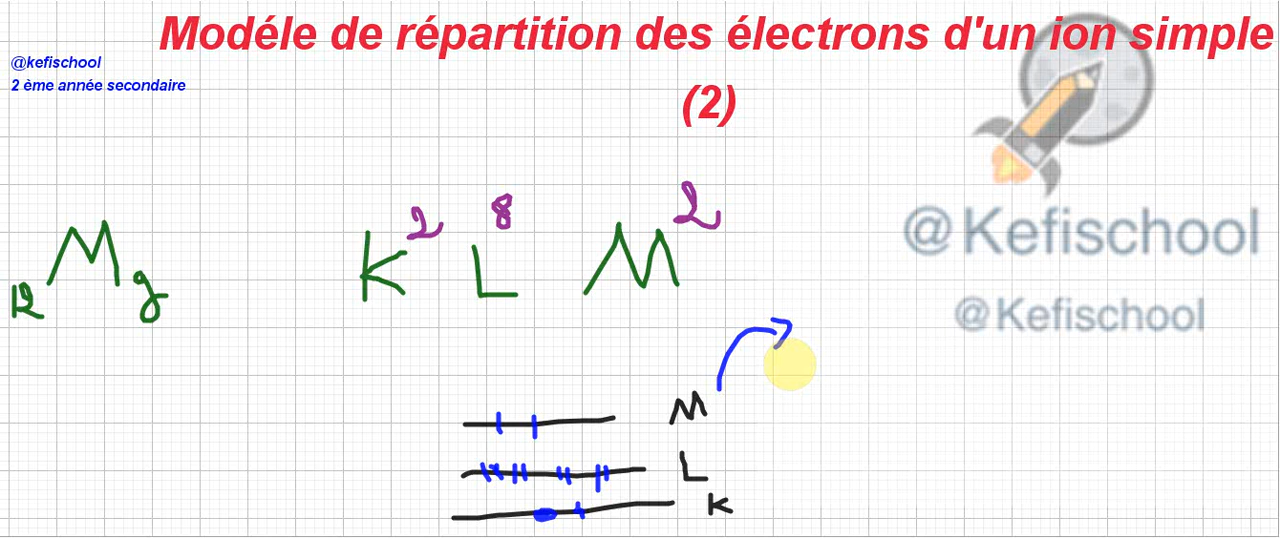 Modéle de répartition des électrons d'un ion simple
(2)
@kefischool
2 ème année secondaire
@Kefischool
@Kefischool
12Mg K² L⁸ M²
M
L
K